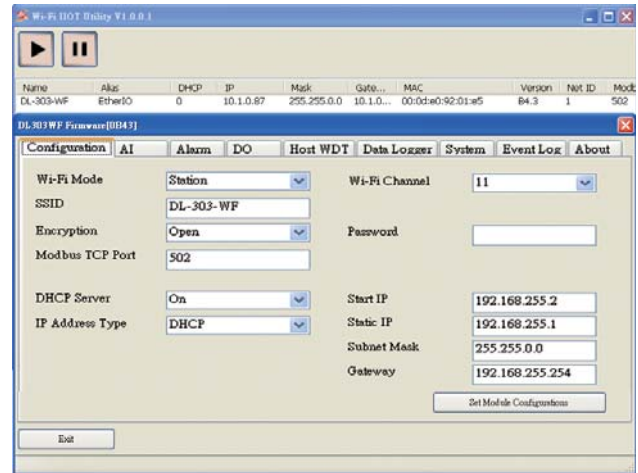 Wi-Fi IIOT Utility V1.0.0.1
Name Alias DHCP IP Mask Gate... MAC Version Net ID Modb
DL-303-WF EtherIO 0 10.1.0.87 255.255.0.0 10.1.0... 00:0d:e0:92:01:e5 B4.3 1 502
DL303WF Firmware[0B43]
Configuration AI Alarm DO Host WDT Data Logger System Event Log About
Wi-Fi Mode Station Wi-Fi Channel 11
SSID DL-303-WF
Encryption Open Password
Modbus TCP Port 502
DHCP Server On Start IP 192.168.255.2
IP Address Type DHCP Static IP 192.168.255.1
Subnet Mask 255.255.0.0
Gateway 192.168.255.254
Set Module Configurations
Exit